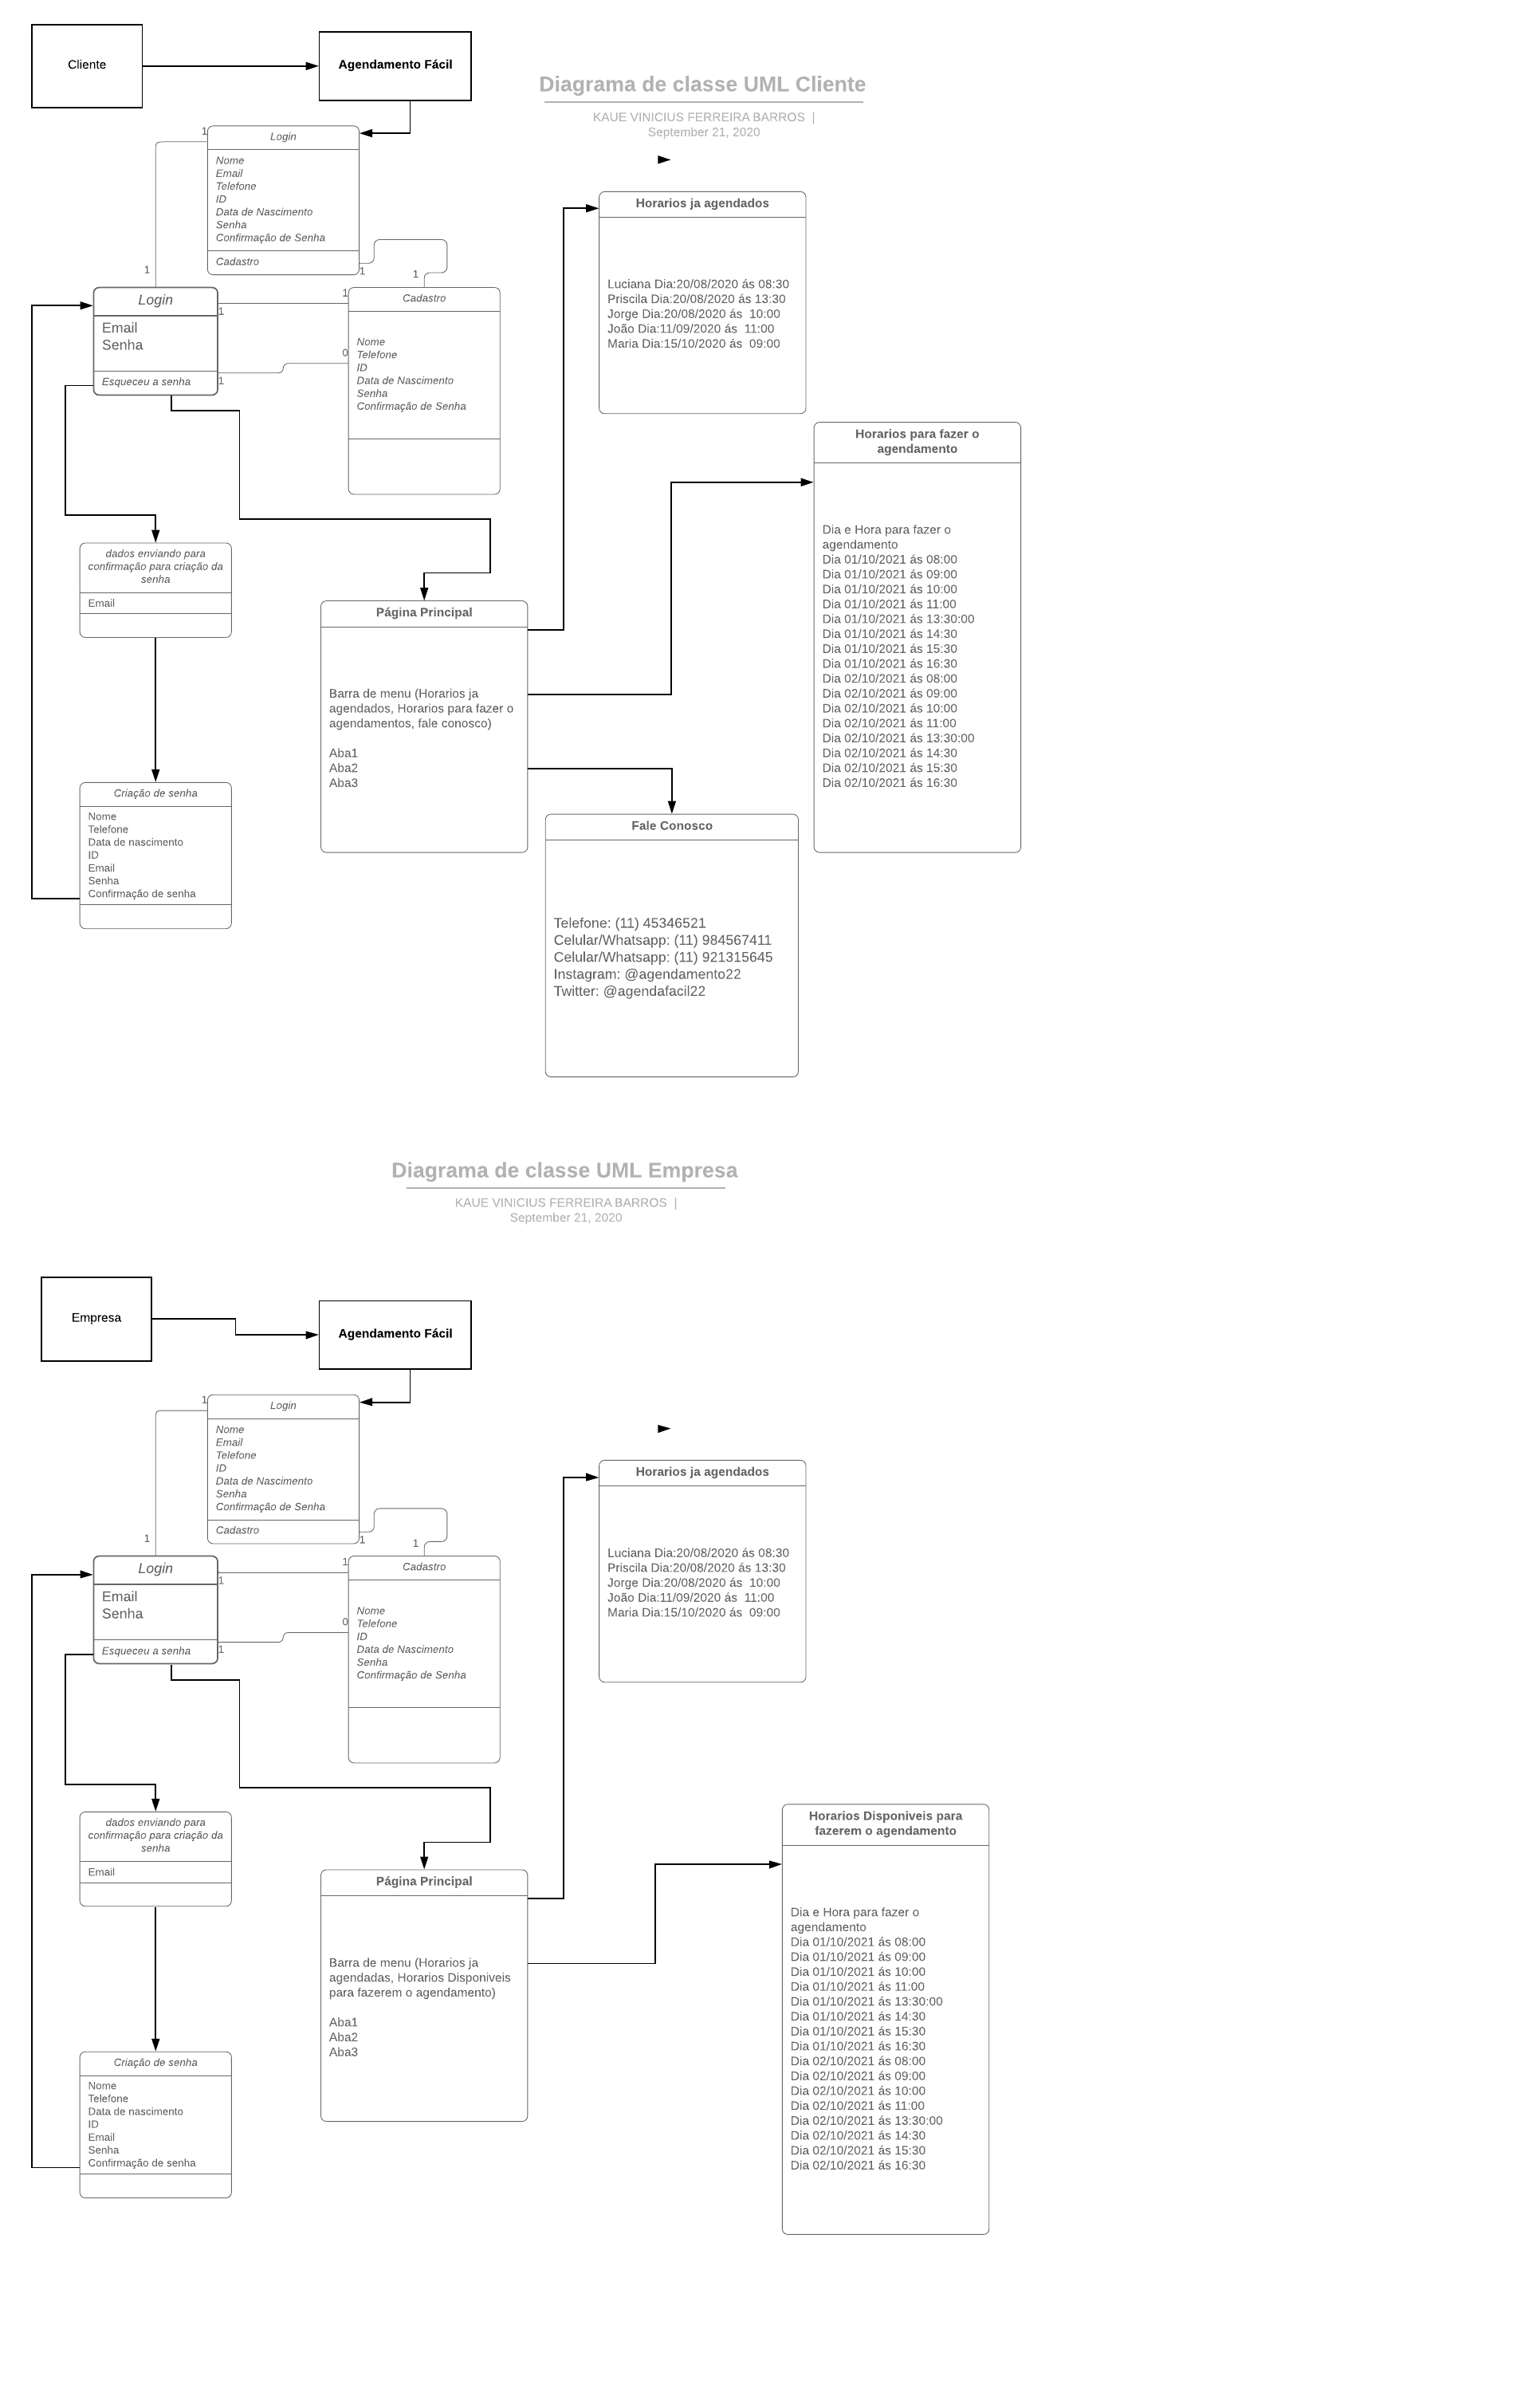 Cliente
Agendamento Fácil
Diagrama de classe UML Cliente
KAUE VINICIUS FERREIRA BARROS |
September 21, 2020
1
Login
Nome
Email
Telefone
ID
Data de Nascimento
Senha
Confirmação de Senha
Cadastro
1
1
1
Login
Email
Senha
Esqueceu a senha
1
1
0
1
Cadastro
Nome
Telefone
ID
Data de Nascimento
Senha
Confirmação de Senha
Horarios ja agendados
Luciana Dia:20/08/2020 ás 08:30
Priscila Dia:20/08/2020 ás 13:30
Jorge Dia:20/08/2020 ás  10:00
João Dia:11/09/2020 ás  11:00
Maria Dia:15/10/2020 ás  09:00
Horarios para fazer o
agendamento
Dia e Hora para fazer o
agendamento
Dia 01/10/2021 ás 08:00
Dia 01/10/2021 ás 09:00
Dia 01/10/2021 ás 10:00
Dia 01/10/2021 ás 11:00
Dia 01/10/2021 ás 13:30:00
Dia 01/10/2021 ás 14:30
Dia 01/10/2021 ás 15:30
Dia 01/10/2021 ás 16:30
Dia 02/10/2021 ás 08:00
Dia 02/10/2021 ás 09:00
Dia 02/10/2021 ás 10:00
Dia 02/10/2021 ás 11:00
Dia 02/10/2021 ás 13:30:00
Dia 02/10/2021 ás 14:30
Dia 02/10/2021 ás 15:30
Dia 02/10/2021 ás 16:30
dados enviando para
confirmação para criação da
senha
Email
Página Principal
Barra de menu (Horarios ja
agendados, Horarios para fazer o
agendamentos, fale conosco)
Aba1
Aba2
Aba3
Criação de senha
Nome
Telefone
Data de nascimento
ID
Email
Senha
Confirmação de senha
Fale Conosco
Telefone: (11) 45346521
Celular/Whatsapp: (11) 984567411
Celular/Whatsapp: (11) 921315645
Instagram: @agendamento22
Twitter: @agendafacil22
Diagrama de classe UML Empresa
KAUE VINICIUS FERREIRA BARROS |
September 21, 2020
Empresa
Agendamento Fácil
1
Login
Nome
Email
Telefone
ID
Data de Nascimento
Senha
Confirmação de Senha
Cadastro
1
1
1
Login
Email
Senha
Esqueceu a senha
1
1
0
1
Cadastro
Nome
Telefone
ID
Data de Nascimento
Senha
Confirmação de Senha
Horarios ja agendados
Luciana Dia:20/08/2020 ás 08:30
Priscila Dia:20/08/2020 ás 13:30
Jorge Dia:20/08/2020 ás  10:00
João Dia:11/09/2020 ás  11:00
Maria Dia:15/10/2020 ás  09:00
dados enviando para
confirmação para criação da
senha
Email
Página Principal
Barra de menu (Horarios ja
agendadas, Horarios Disponiveis
para fazerem o agendamento)
Aba1
Aba2
Aba3
Horarios Disponiveis para
fazerem o agendamento
Dia e Hora para fazer o
agendamento
Dia 01/10/2021 ás 08:00
Dia 01/10/2021 ás 09:00
Dia 01/10/2021 ás 10:00
Dia 01/10/2021 ás 11:00
Dia 01/10/2021 ás 13:30:00
Dia 01/10/2021 ás 14:30
Dia 01/10/2021 ás 15:30
Dia 01/10/2021 ás 16:30
Dia 02/10/2021 ás 08:00
Dia 02/10/2021 ás 09:00
Dia 02/10/2021 ás 10:00
Dia 02/10/2021 ás 11:00
Dia 02/10/2021 ás 13:30:00
Dia 02/10/2021 ás 14:30
Dia 02/10/2021 ás 15:30
Dia 02/10/2021 ás 16:30
Criação de senha
Nome
Telefone
Data de nascimento
ID
Email
Senha
Confirmação de senha